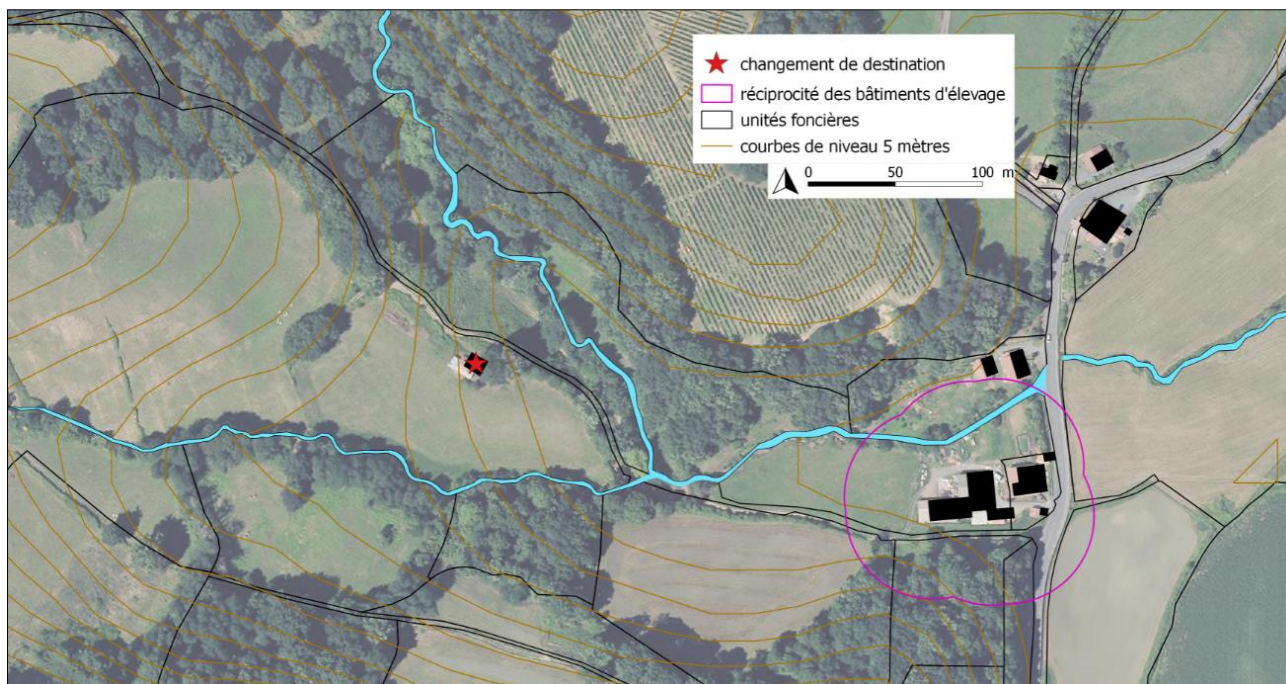 changement de destination
réciprocité des bâtiments d'élevage
unités foncières
courbes de niveau 5 mètres
0 50 100 m